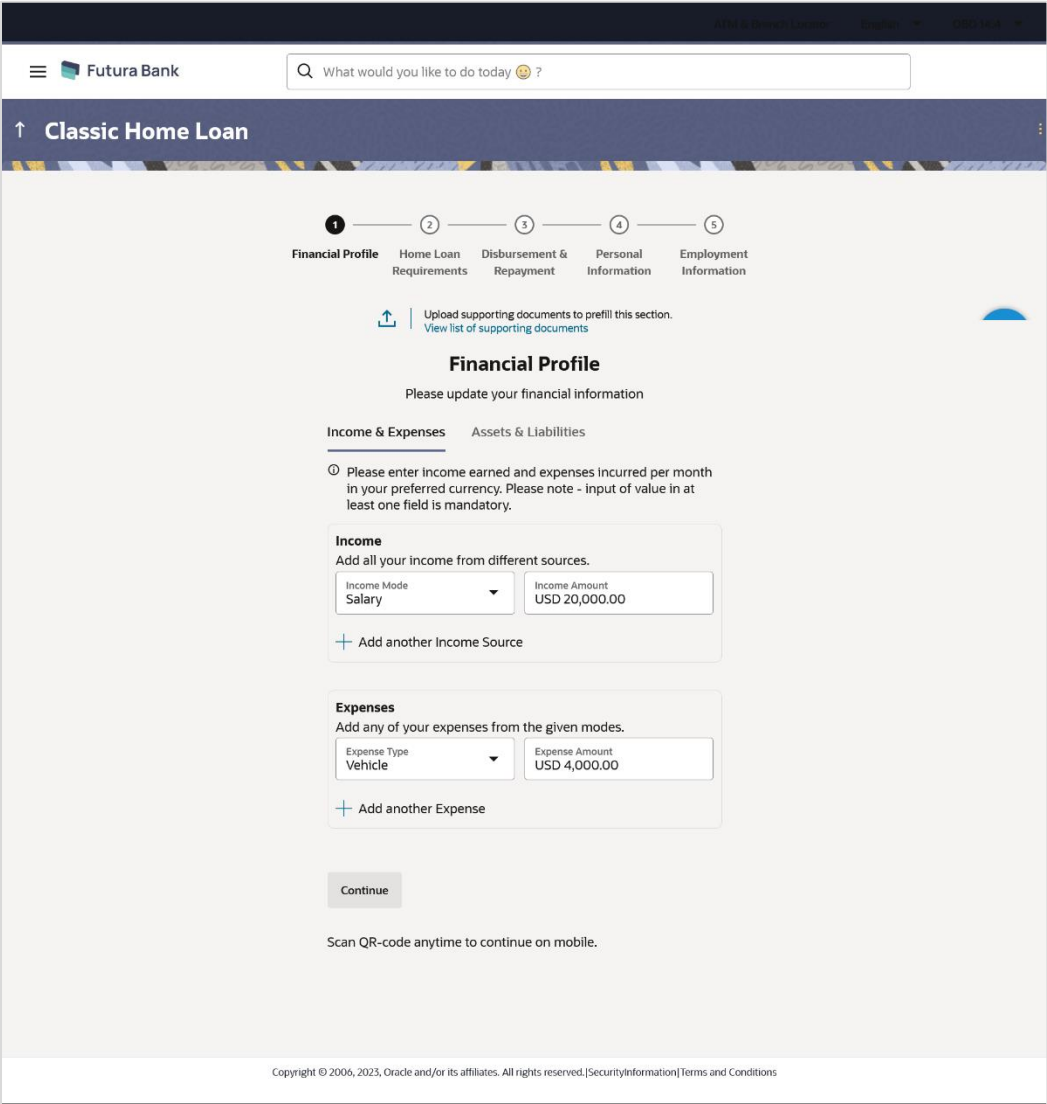 ATM & Branch Locator English
Futura Bank
What would you like to do today ?
Classic Home Loan
1 2 3 4 5
Financial Profile Home Loan Disbursement & Personal Employment
Requirements Repayment Information Information
Upload supporting documents to prefill this section.
View list of supporting documents
Financial Profile
Please update your financial information
Income & Expenses Assets & Liabilities
Please enter income earned and expenses incurred per month
in your preferred currency. Please note - input of value in at
least one field is mandatory.
Income
Add all your income from different sources.
Income Mode Income Amount
Salary USD 20,000.00
Add another Income Source
Expenses
Add any of your expenses from the given modes.
Expense Type Expense Amount
Vehicle USD 4,000.00
Add another Expense
Continue
Scan QR-code anytime to continue on mobile.
Copyright © 2006, 2023, Oracle and/or its affiliates. All rights reserved.|SecurityInformation|Terms and Conditions